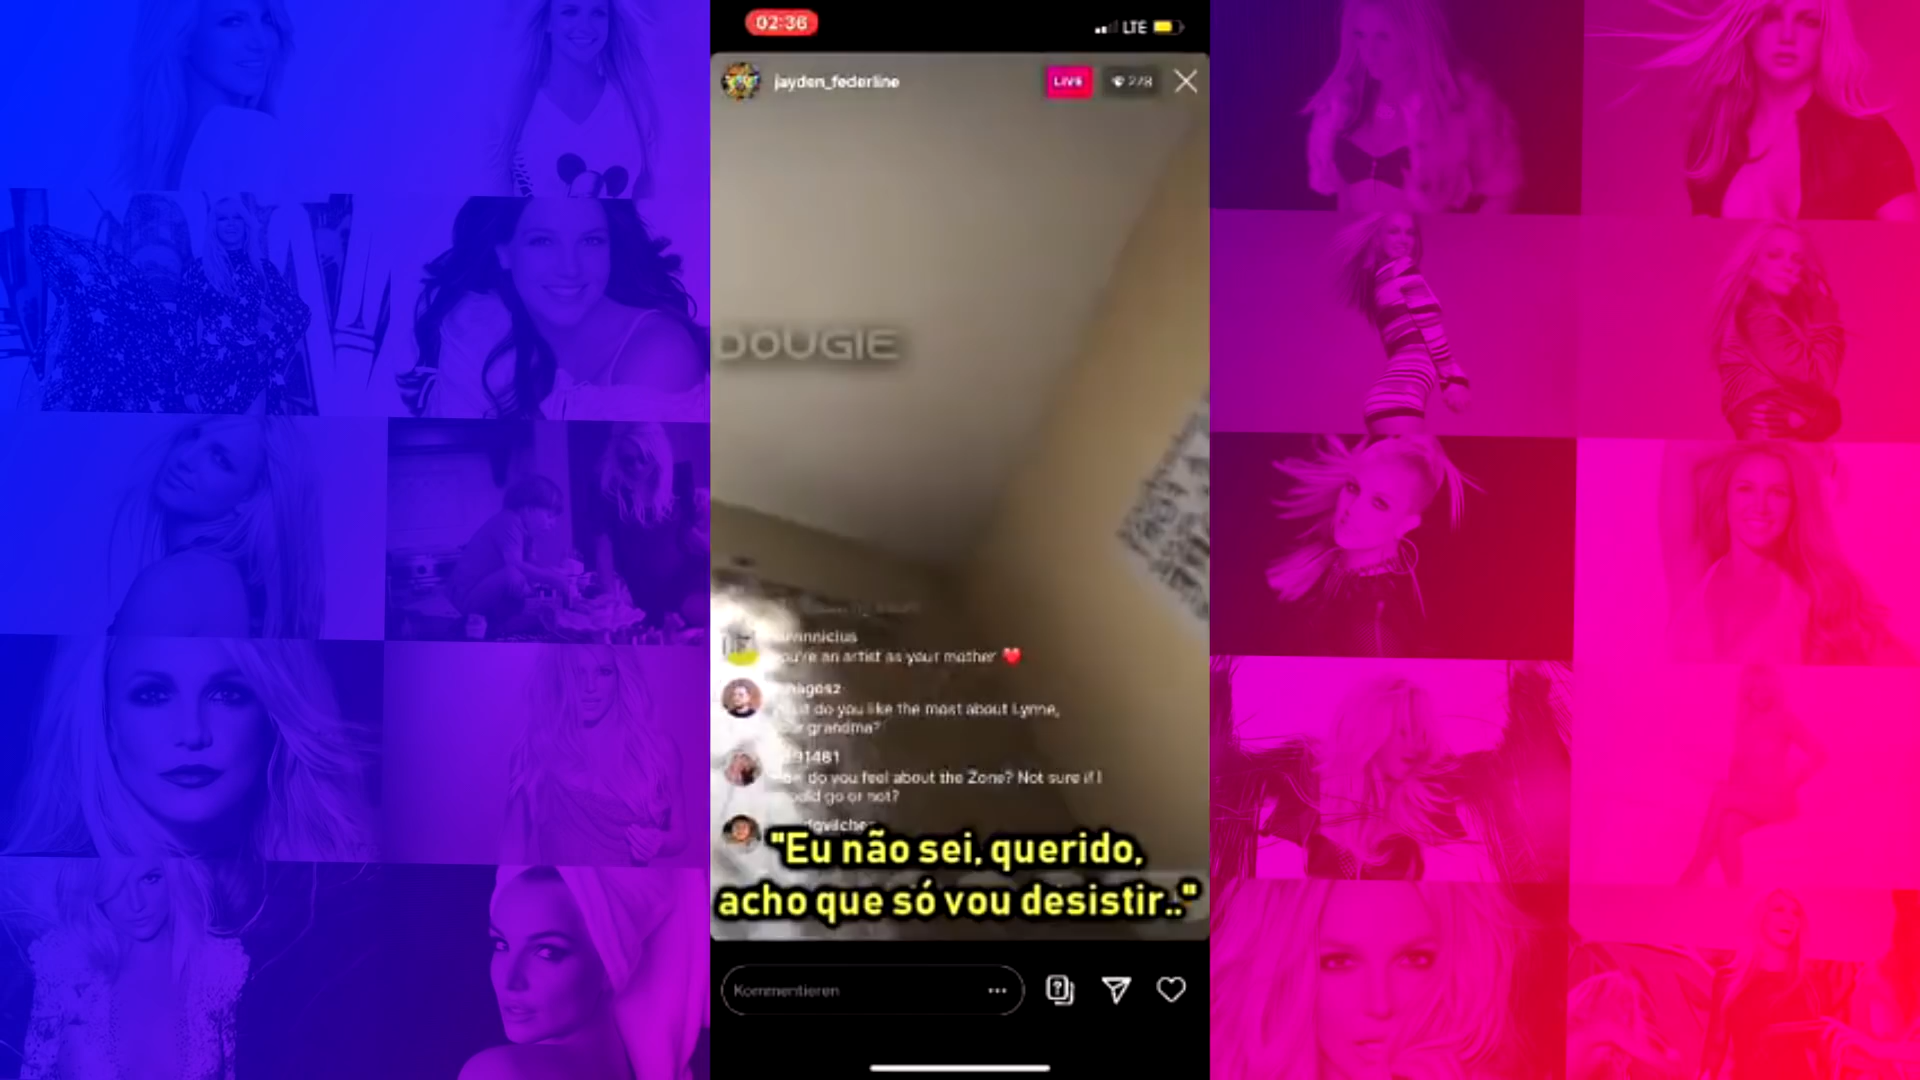 02:36
LTE
jayden_federline
LIVE
278
DOUGIE
're an artist as your mother ❤️
do you like the most about Lynne,
grandma?
do you feel about the Zone? Not sure if I
go or not?
"Eu não sei, querido,
acho que só vou desistir.."
Kommentieren